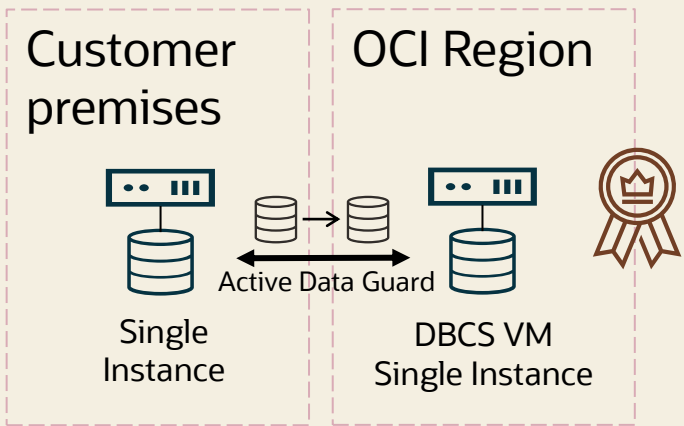 Customer
premises
OCI Region
Active Data Guard
Single
Instance
DBCS VM
Single Instance